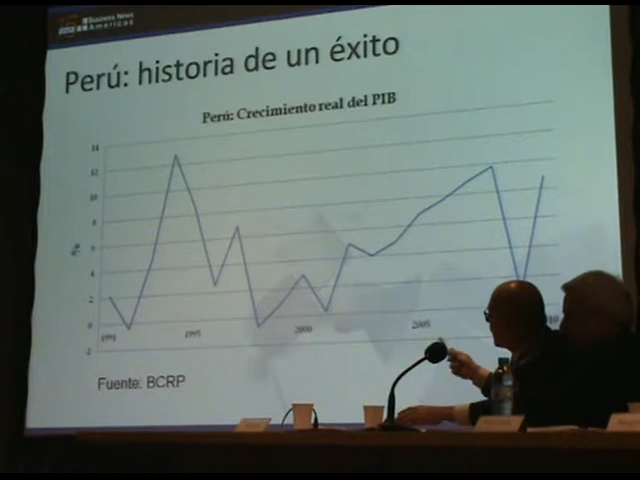 Business News
Americas
Perú: historia de un éxito
Perú: Crecimiento real del PIB
14
12
10
8
6
4
2
0
-2
%
1991
1995
2000
2005
Fuente: BCRP